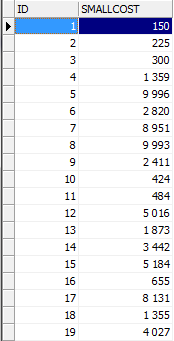 ID SMALLCOST
1 150
2 225
3 300
4 1 359
5 9 996
6 2 820
7 8 951
8 9 993
9 2 411
10 424
11 484
12 5 016
13 1 873
14 3 442
15 5 184
16 655
17 8 131
18 1 355
19 4 027